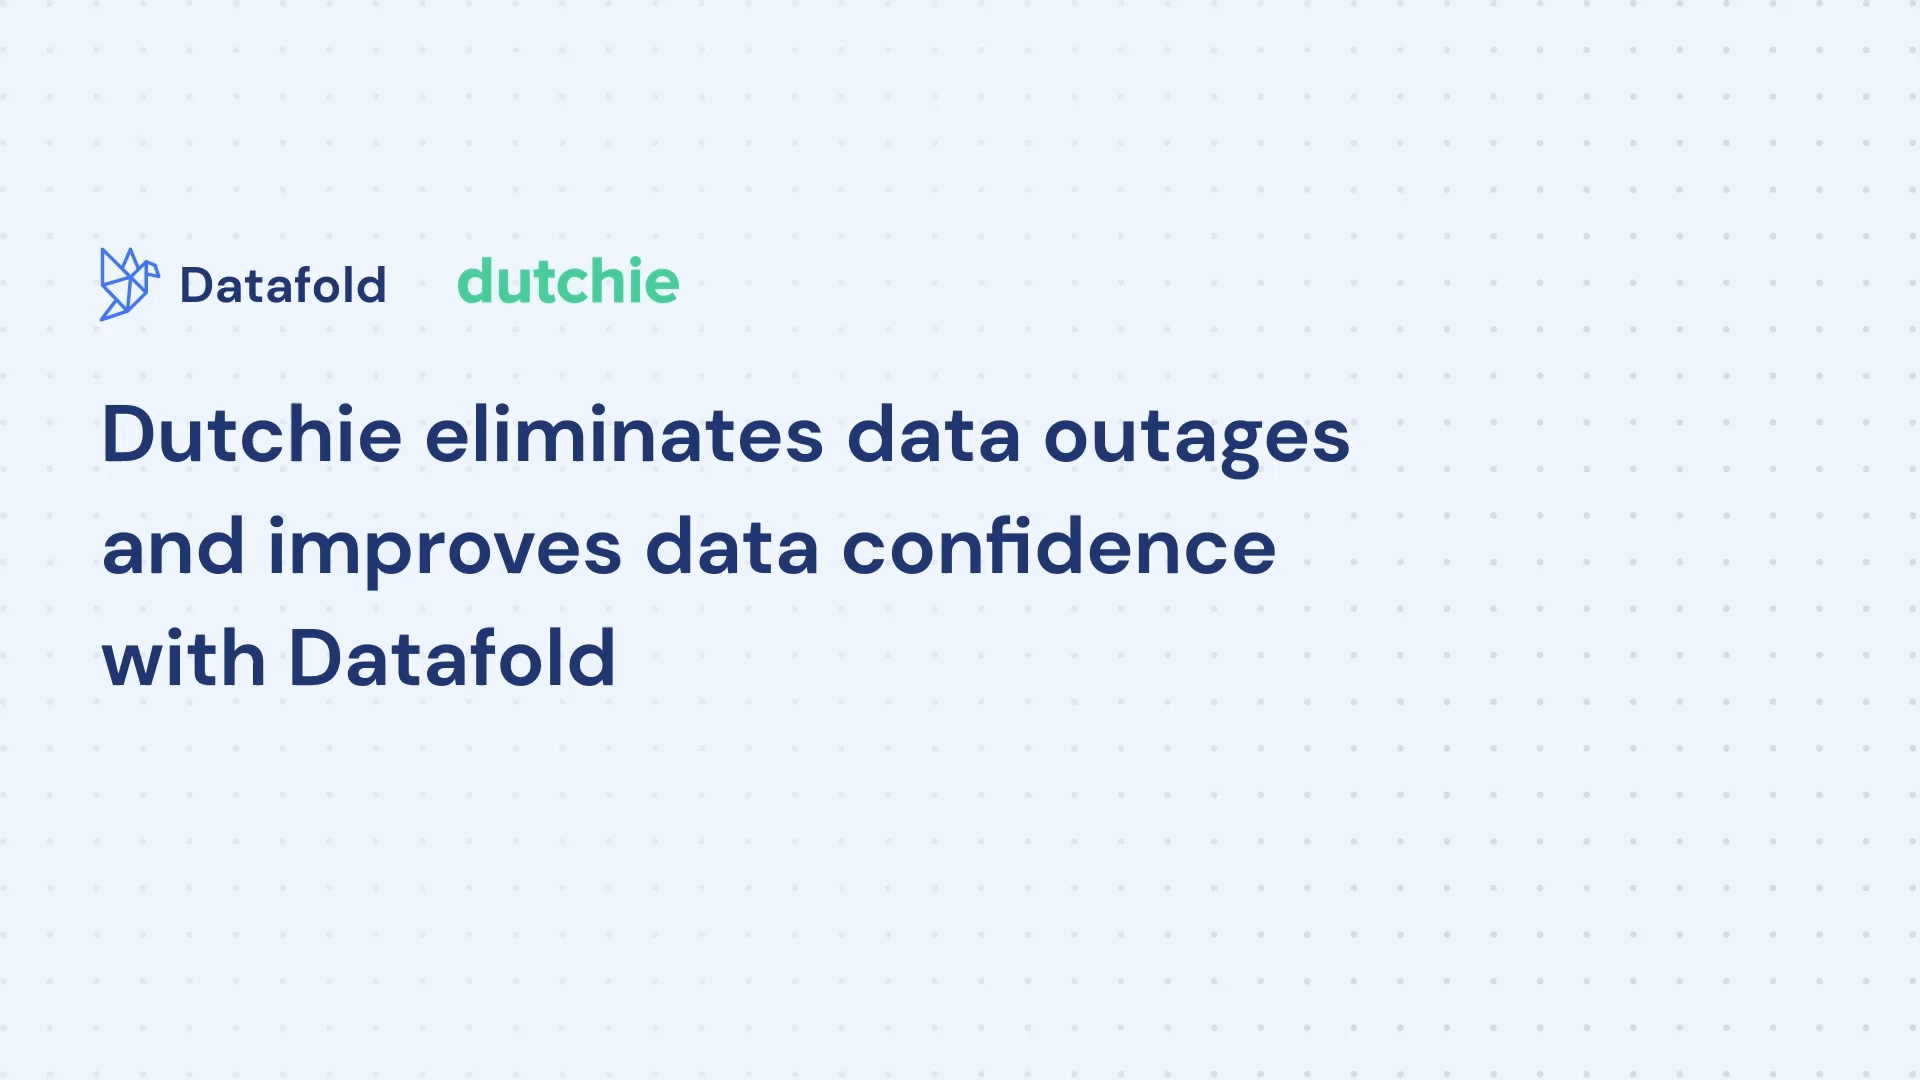 Datafold dutchie
Dutchie eliminates data outages
and improves data confidence
with Datafold